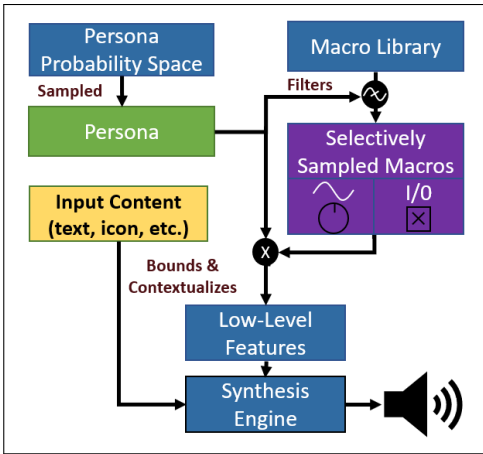 Persona
Probability Space
Macro Library
Sampled
Filters
Persona
Selectively
Sampled Macros
I/0
Input Content
(text, icon, etc.)
X
Bounds &
Contextualizes
Low-Level
Features
Synthesis
Engine